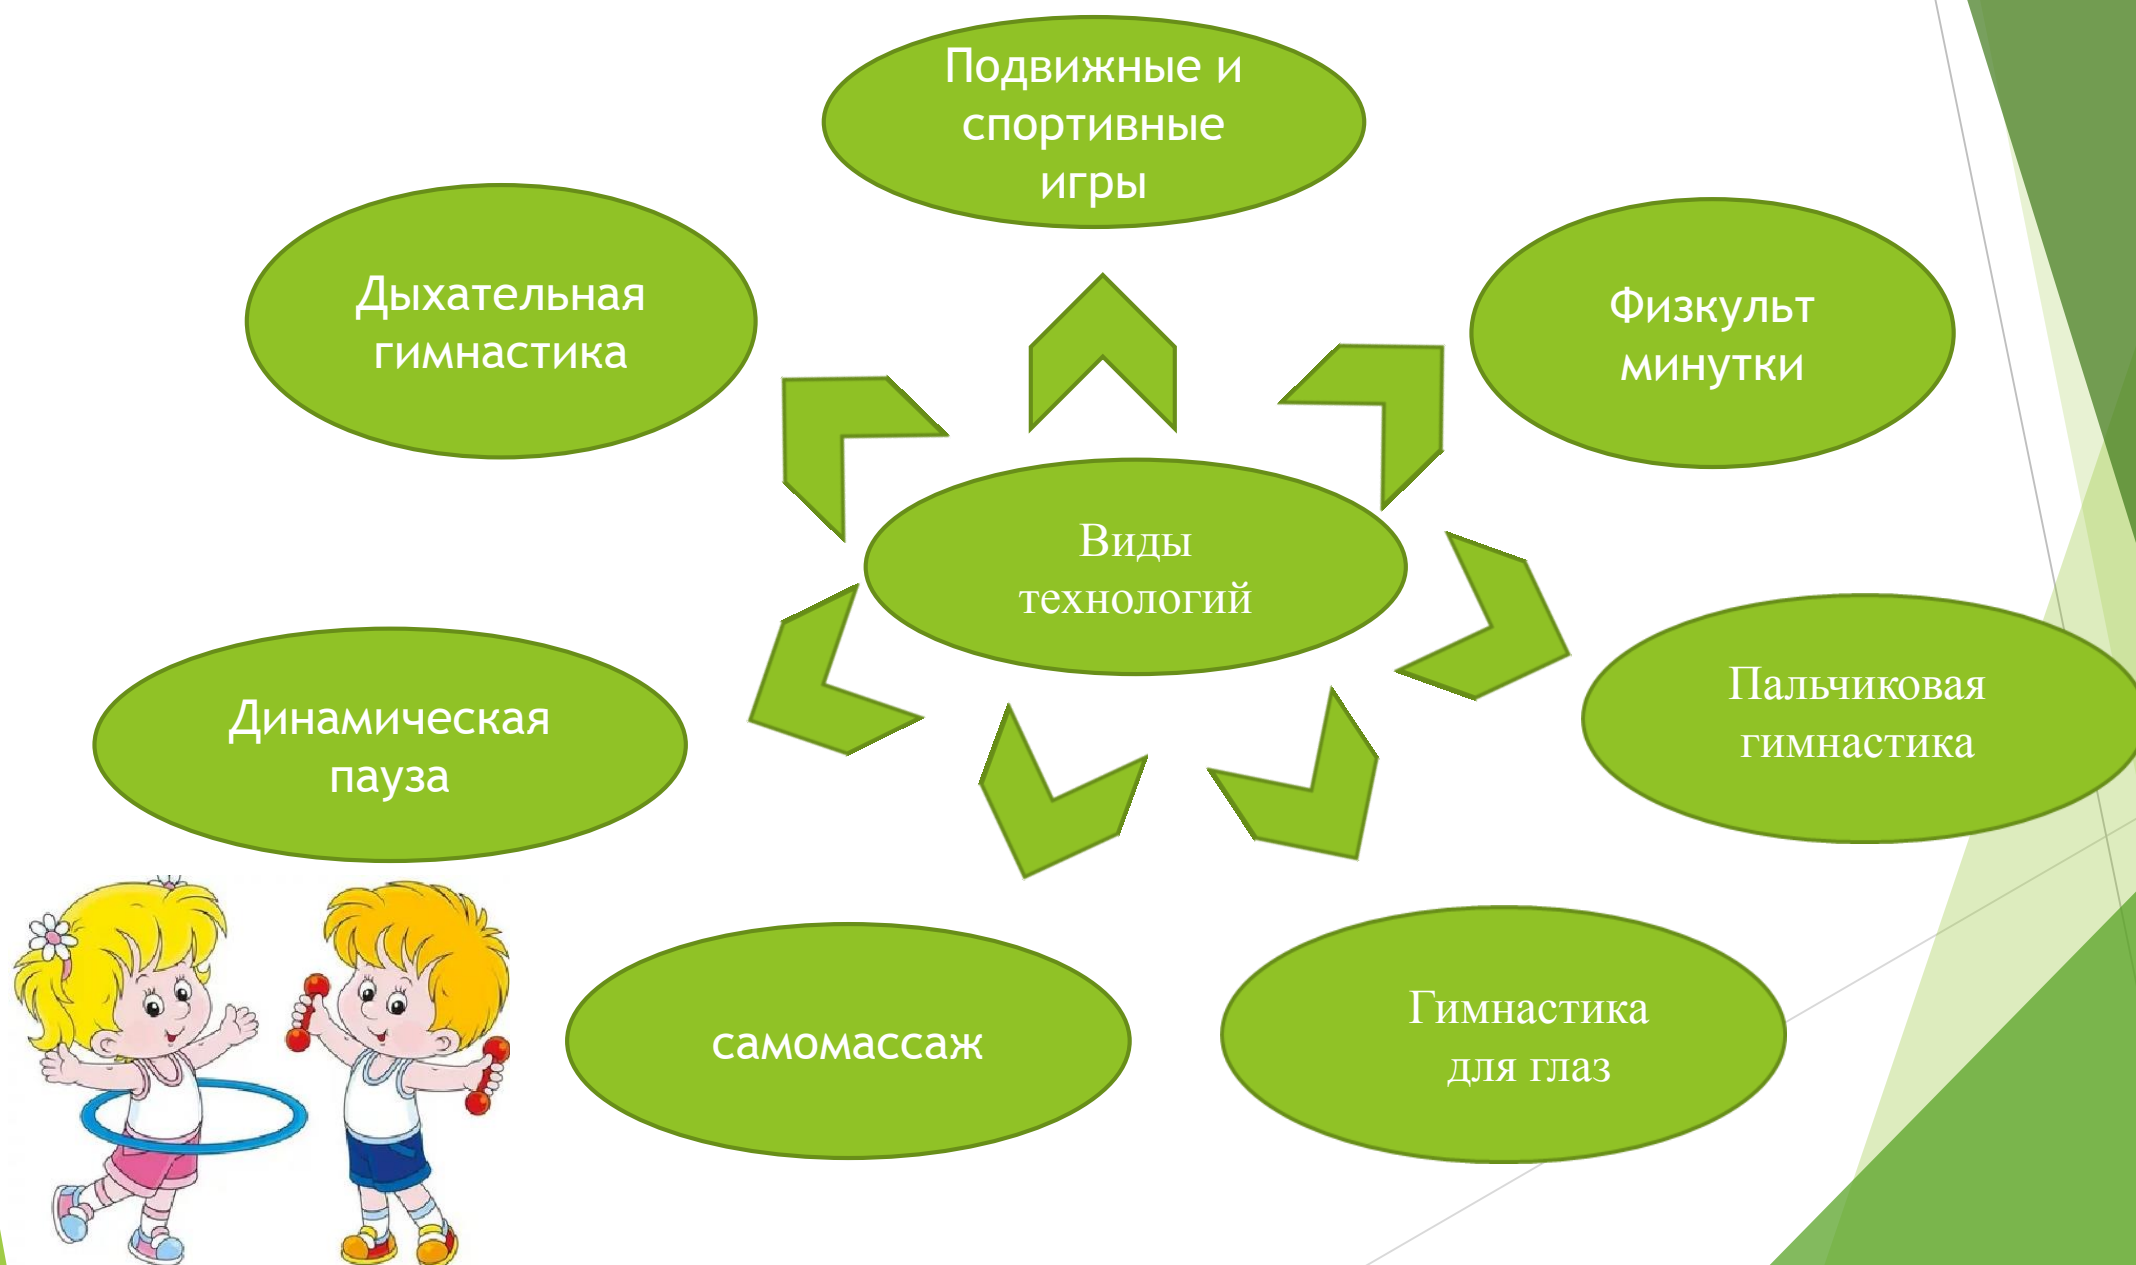 Подвижные и
спортивные
игры
Дыхательная
гимнастика
Физкульт
минутки
Виды
технологий
Пальчиковая
гимнастика
Динамическая
пауза
самомассаж
Гимнастика
для глаз